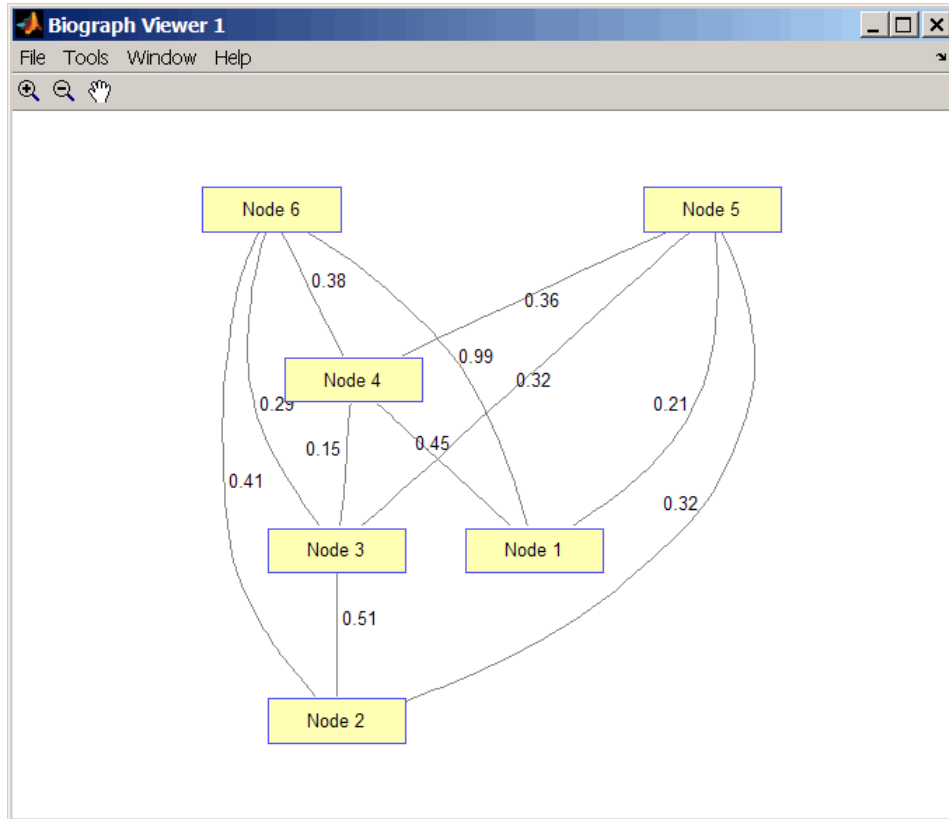 Biograph Viewer 1
File Tools Window Help
Node 6
Node 5
0.38
0.36
0.99
Node 4
0.32
0.29
0.21
0.15
0.45
0.41
0.32
Node 3
Node 1
0.51
Node 2